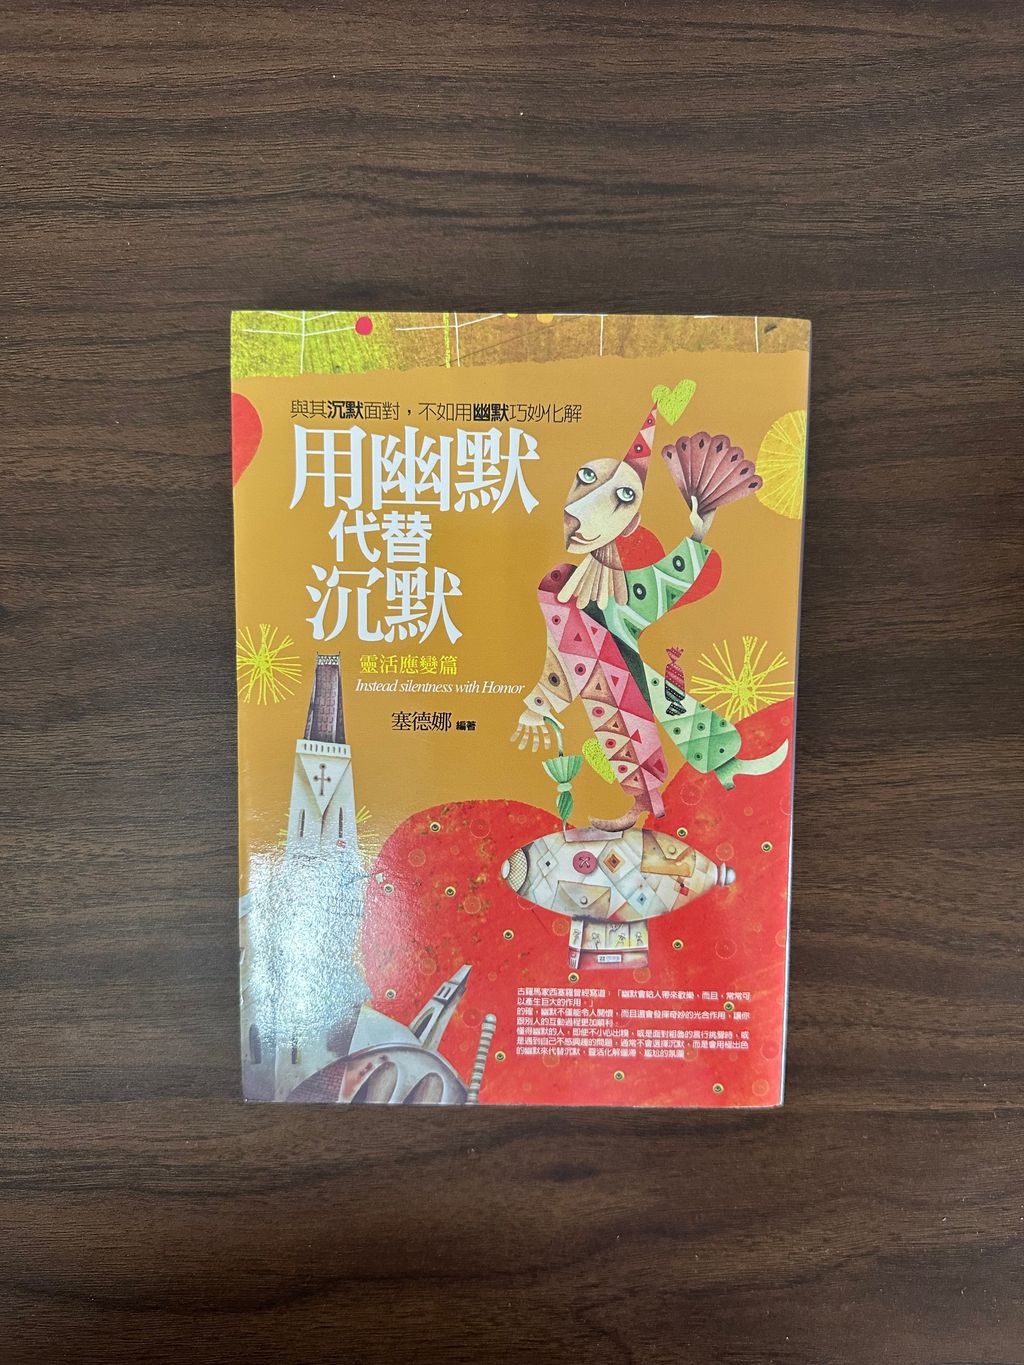 與其沉默面對，不如用幽默巧妙化解
用幽默
代替
沉默
靈活應變篇
Instead silentness with Homor
塞德娜 編著
古羅馬家西塞羅曾經寫道：「幽默會給人帶來歡樂，而且，常常可
以產生巨大的作用。」
的確，幽默不僅能令人開懷，而且還會發揮奇妙的光合作用，讓你
跟別人的互動過程更加順利。
懂得幽默的人，即使不小心出糗，或是面對粗魯的言行挑釁時，或
是遇到自己不感興趣的問題，通常不會選擇沉默，而是會用極出色
的幽默來代替沉默，靈活化解僵滯、尷尬的氛圍